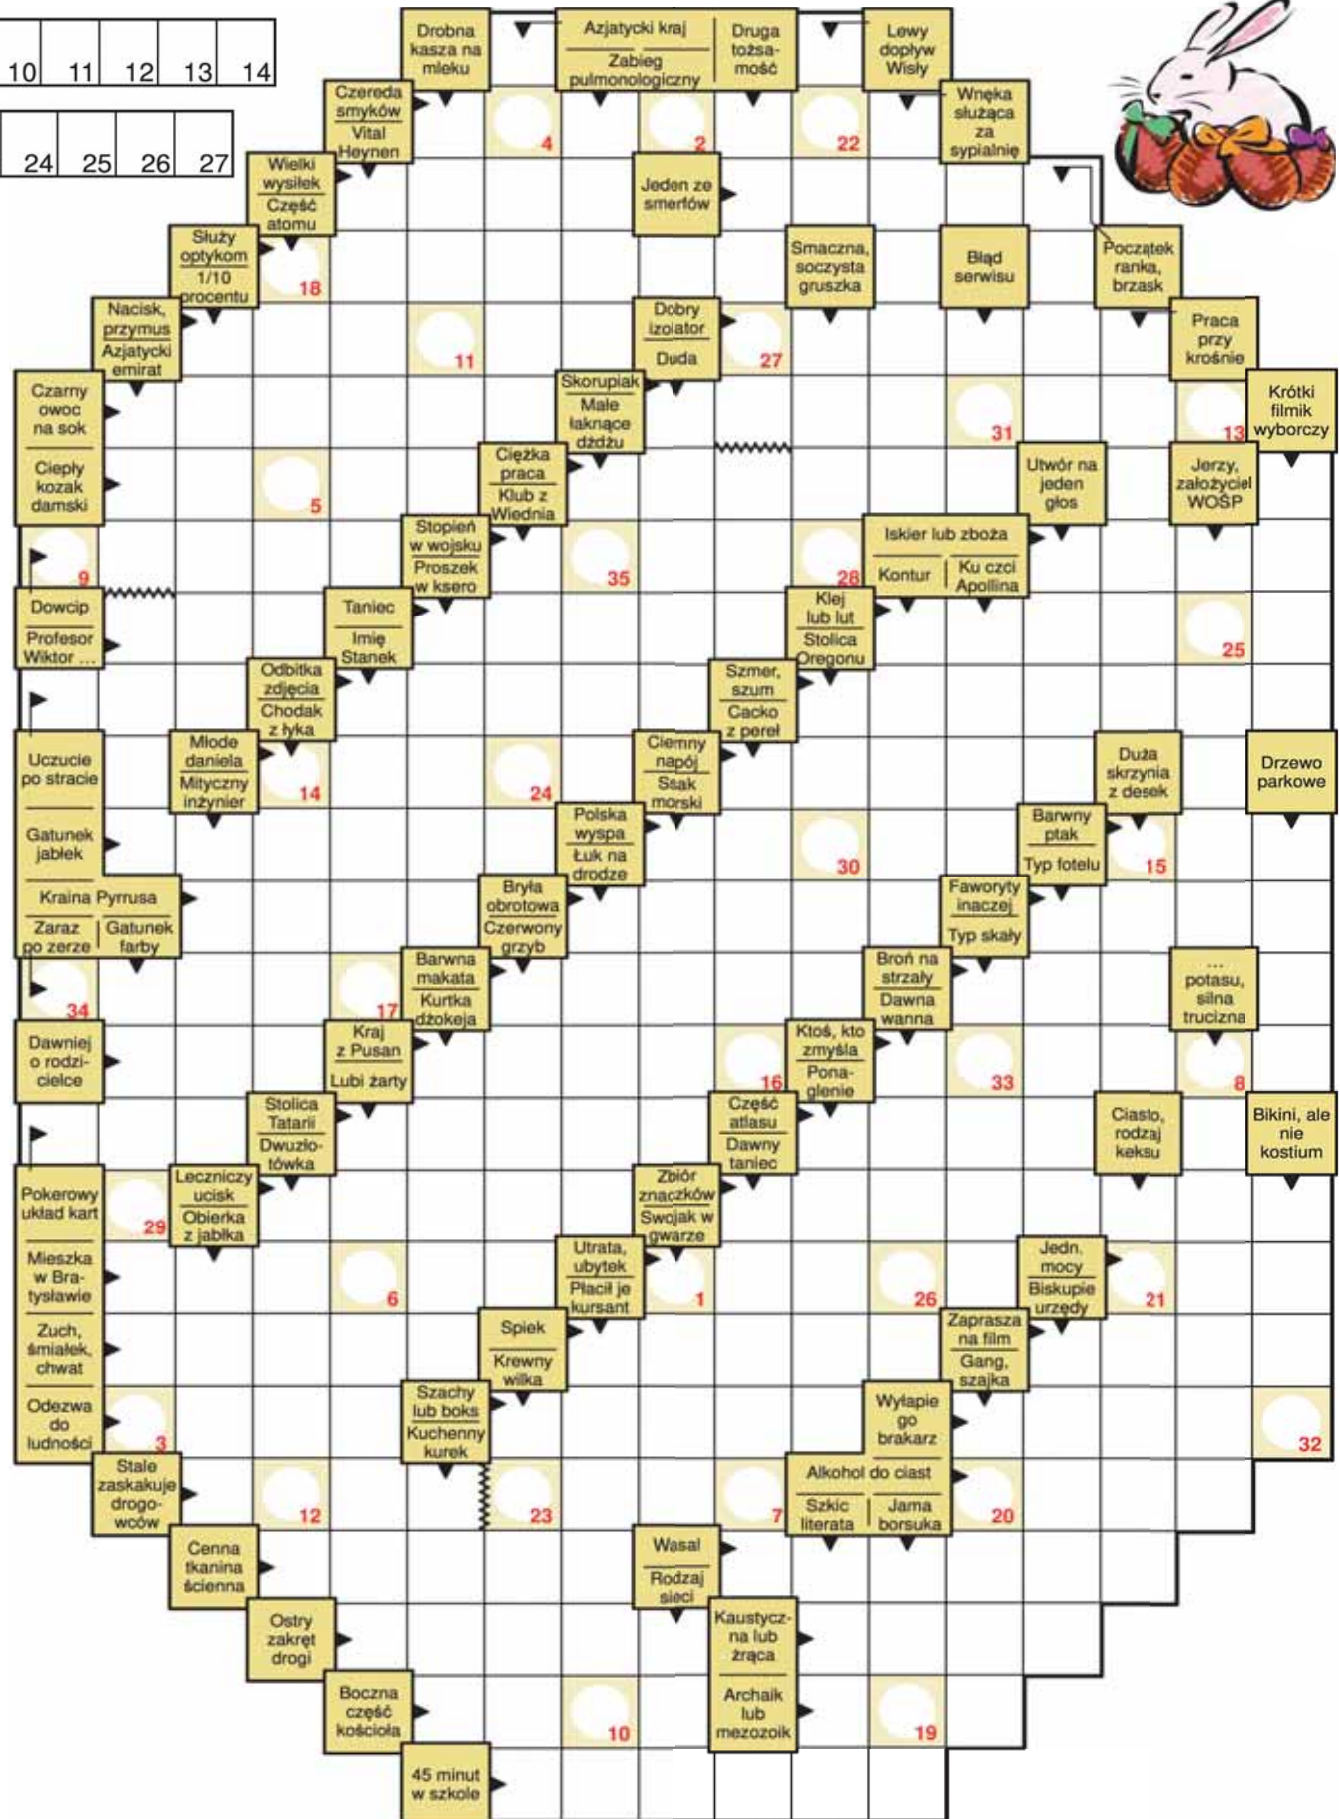 10 11 12 13 14
24 25 26 27
Drobna
kasza na
mleku
Azjatycki kraj
Zabieg
pulmonologiczny
Druga
tożsa-
mość
Lewy
dopływ
Wisły
Czereda
smyków
Vital
Heynen
4
2
22
Wnęka
służąca
za
sypialnię
Wielki
wysiłek
Część
atomu
Jeden ze
smerfów
Służy
optykom
1/10
procentu
18
Smaczna,
soczysta
gruszka
Błąd
serwisu
Początek
ranka,
brzask
Nacisk,
przymus
Azjatycki
emirat
11
Dobry
izolator
Duda
27
Praca
przy
krośnie
Czarny
owoc
na sok
Skorupiak
Małe
łaknące
dżdżu
31
13
Krótki
filmik
wyborczy
Ciepły
kozak
damski
5
Ciężka
praca
Klub z
Wiednia
Utwór na
jeden
głos
Jerzy,
założyciel
WOŚP
9
Stopień
w wojsku
Proszek
w ksero
35
28
Iskier lub zboża
Kontur
Ku czci
Apollina
Dowcip
Profesor
Wiktor ...
Taniec
Imię
Stanek
Klej
lub lut
Stolica
Oregonu
25
Odbitka
zdjęcia
Chodak
z łyka
Szmer,
szum
Cacko
z pereł
Uczucie
po stracie
Młode
daniela
Mityczny
inżynier
14
24
Ciemny
napój
Ssak
morski
Duża
skrzynia
z desek
Drzewo
parkowe
Gatunek
jabłek
Polska
wyspa
Łuk na
drodze
30
Barwny
ptak
Typ fotelu
15
Kraina Pyrrusa
Zaraz
po zerze
Gatunek
farby
Bryła
obrotowa
Czerwony
grzyb
Faworyty
inaczej
Typ skały
34
17
Barwna
makata
Kurtka
dżokeja
Broń na
strzały
Dawna
wanna
...
potasu,
silna
trucizna
Dawniej
o rodzi-
cielce
Kraj
z Pusan
Lubi żarty
16
Ktoś, kto
zmyśla
Pona-
glenie
33
8
Stolica
Tatarii
Dwuzło-
tówka
Część
atlasu
Dawny
taniec
Ciasto,
rodzaj
keksu
Bikini, ale
nie
kostium
Pokerowy
układ kart
29
Leczniczy
ucisk
Obierka
z jabłka
Zbiór
znaczków
Swojak w
gwarze
Mieszka
w Bra-
tysławie
6
Utrata,
ubytek
Płacił je
kursant
1
26
Jedn.
mocy
Biskupie
urzędy
21
Zuch,
śmiałek,
chwat
Spiek
Krewny
wilka
Zaprasza
na film
Gang,
szajka
Odezwa
do
ludności
3
Szachy
lub boks
Kuchenny
kurek
Wyłapie
go
brakarz
32
Stale
zaskakuje
drogo-
wców
12
23
7
Alkohol do ciast
Szkic
literata
Jama
borsuka
20
Cenna
tkanina
ścienna
Wasal
Rodzaj
sieci
Ostry
zakręt
drogi
Kaustycz-
na lub
żrąca
Boczna
część
kościoła
10
Archaik
lub
mezozoik
19
45 minut
w szkole